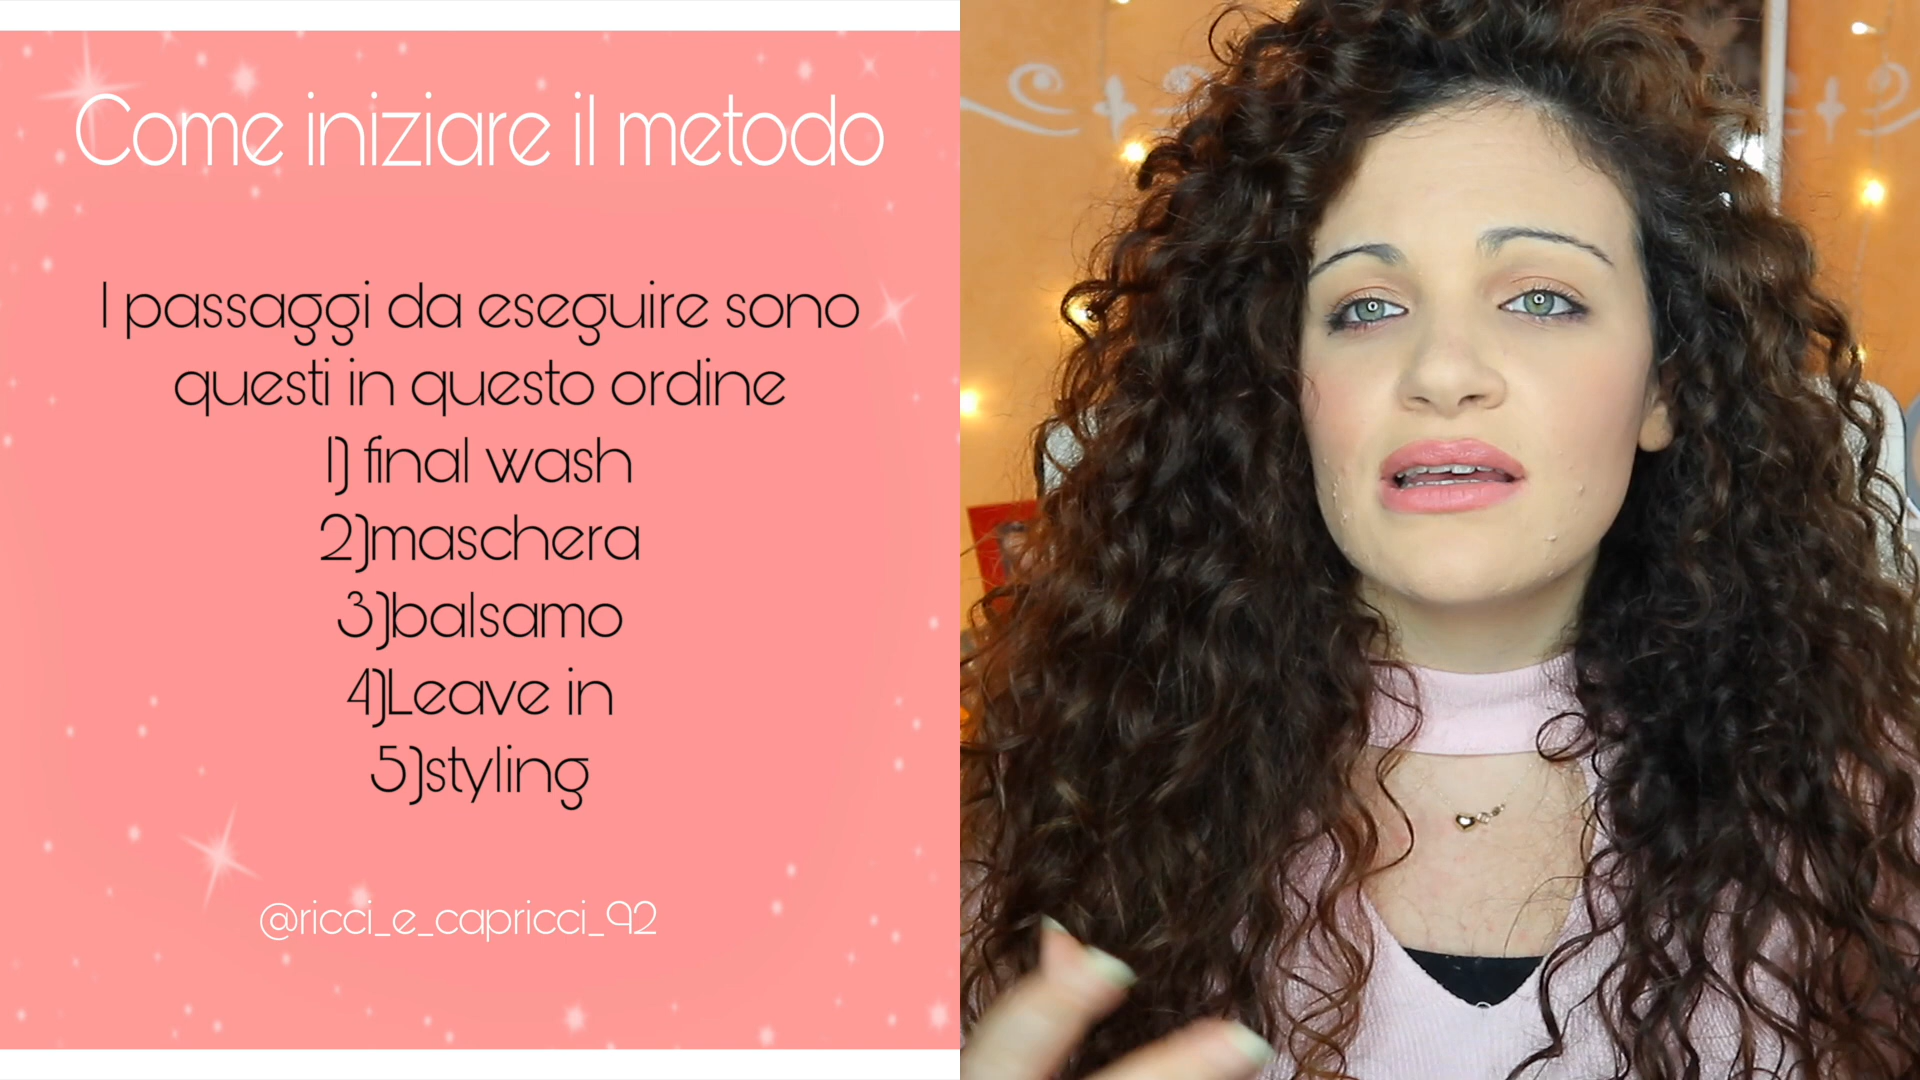 Come iniziare il metodo
I passaggi da eseguire sono
questi in questo ordine
1) final wash
2)maschera
3)balsamo
4)Leave in
5)styling
@ricci_e_capricci_92